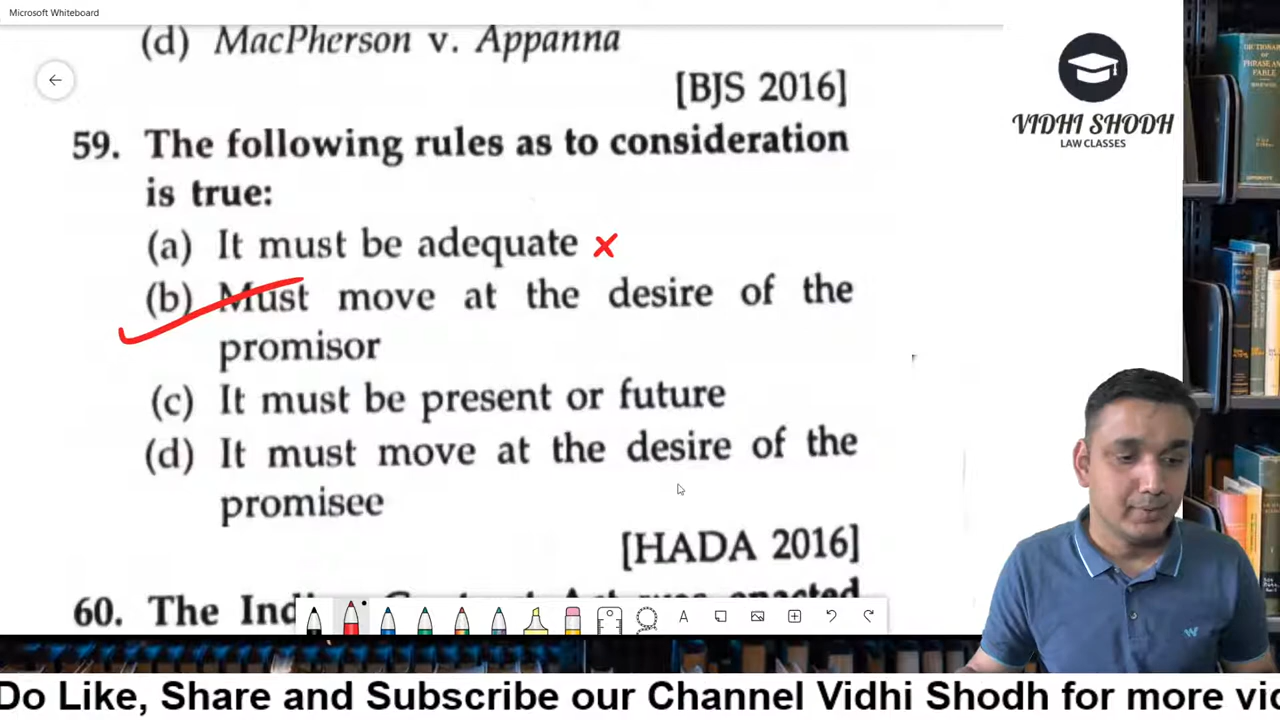 Microsoft Whiteboard
(d) MacPherson v. Appanna
[BJS 2016]
VIDHI SHODH
LAW CLASSES
59. The following rules as to consideration
is true:
(a) It must be adequate
(b) Must move at the desire of the
promisor
(c) It must be present or future
(d) It must move at the desire of the
promisee
[HADA 2016]
60. The
Do Like, Share and Subscribe our Channel Vidhi Shodh for more